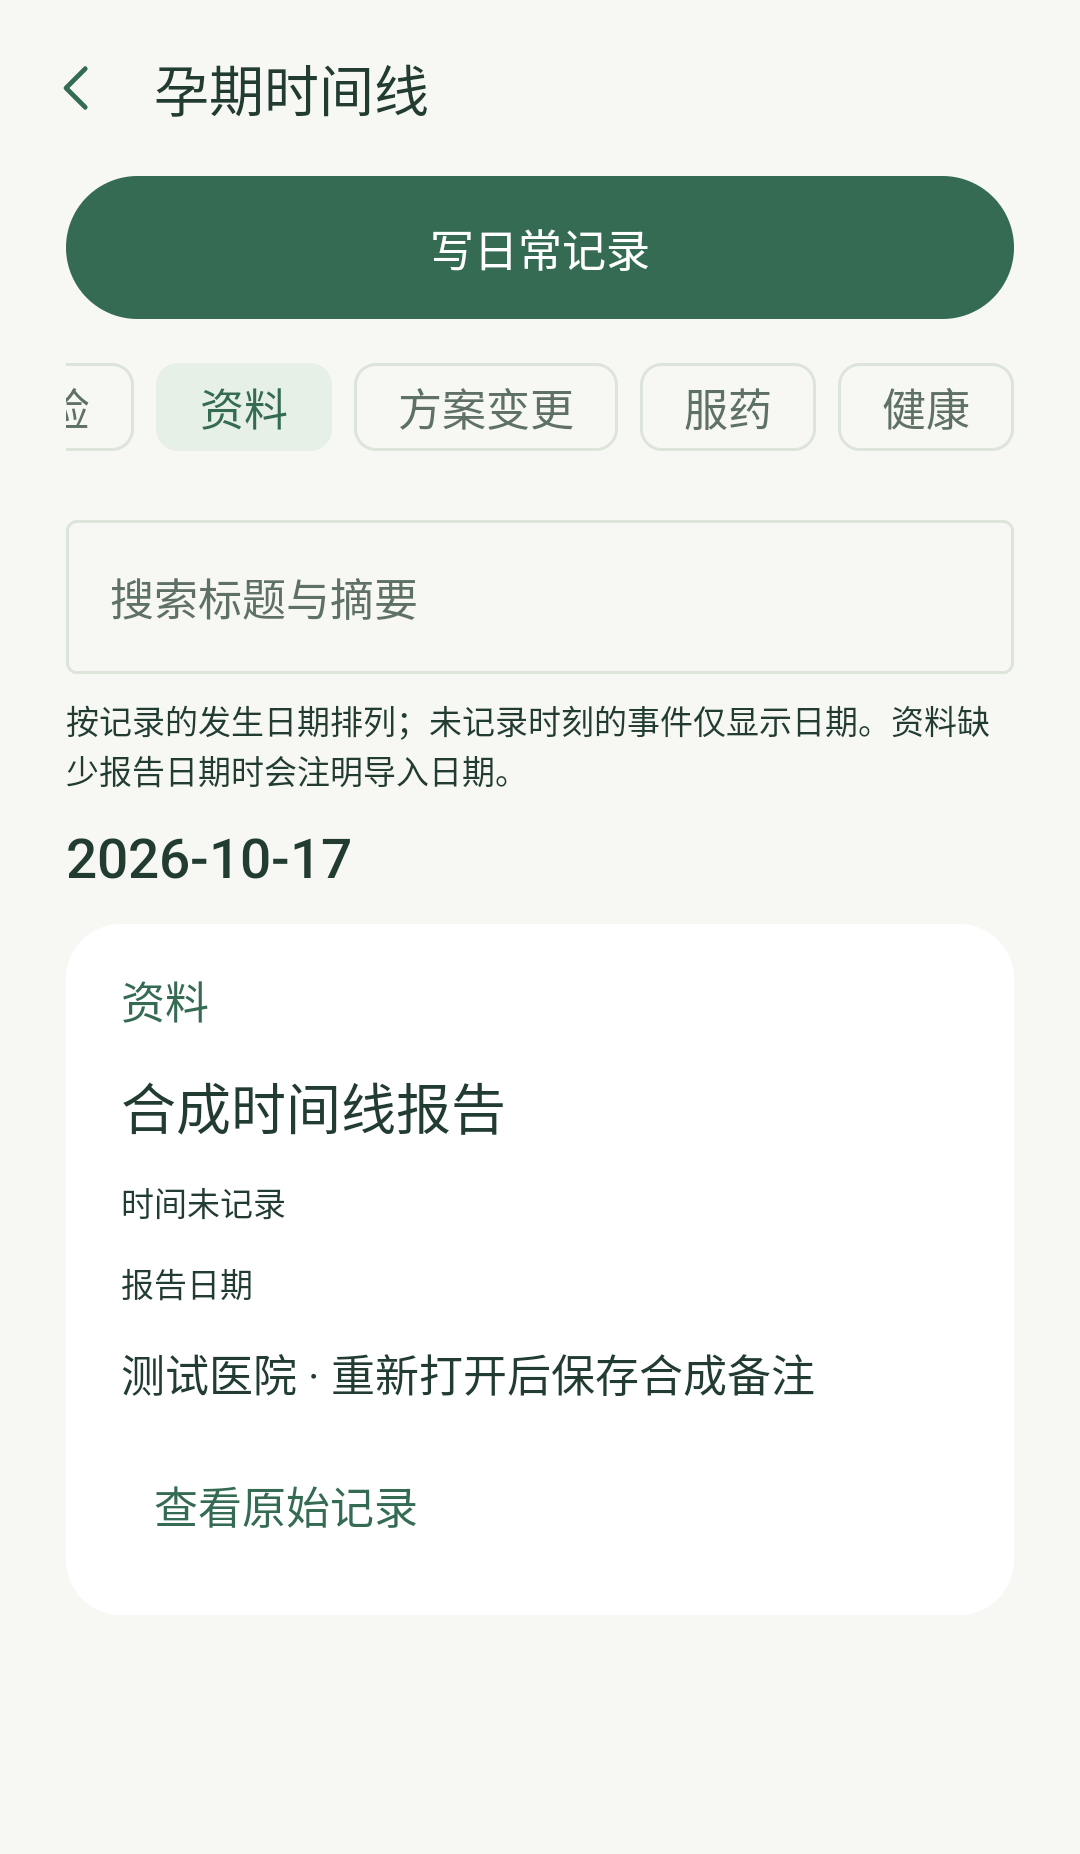 孕期时间线
写日常记录
资料
方案变更
服药
健康
搜索标题与摘要
按记录的发生日期排列；未记录时刻的事件仅显示日期。资料缺
少报告日期时会注明导入日期。
2026-10-17
资料
合成时间线报告
时间未记录
报告日期
测试医院 · 重新打开后保存合成备注
查看原始记录